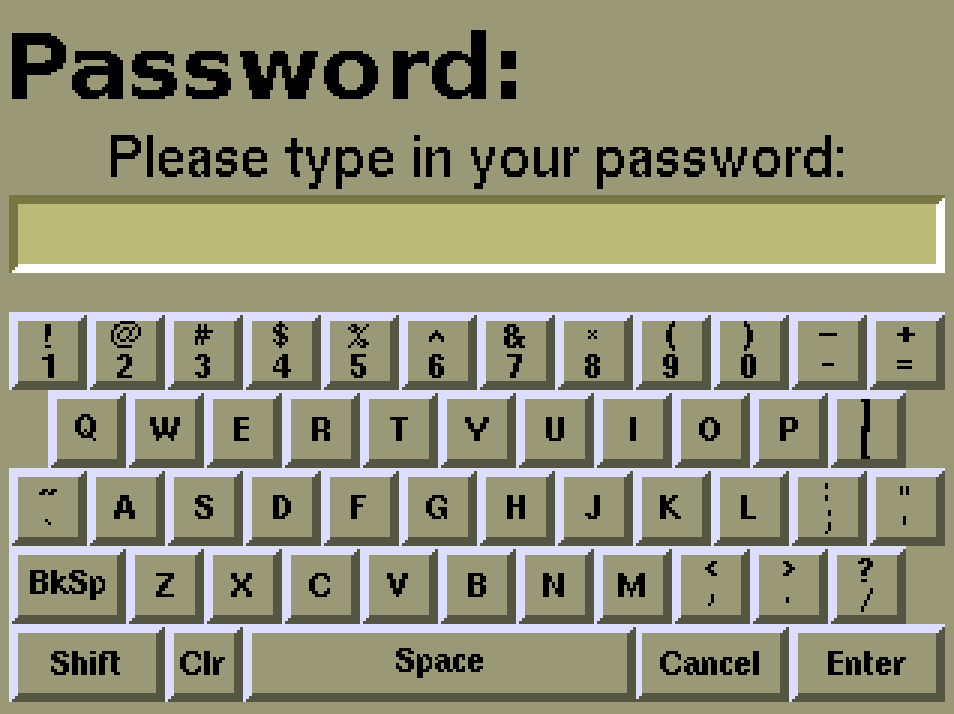 Password:
Please type in your password:
! @ # $ % ^ & * ( ) _ +
1 2 3 4 5 6 7 8 9 0 - =
Q W E R T Y U I O P ]
[
~ A S D F G H J K L : "
` ; '
BkSp Z X C V B N M < > ?
, . /
Shift Clr Space Cancel Enter